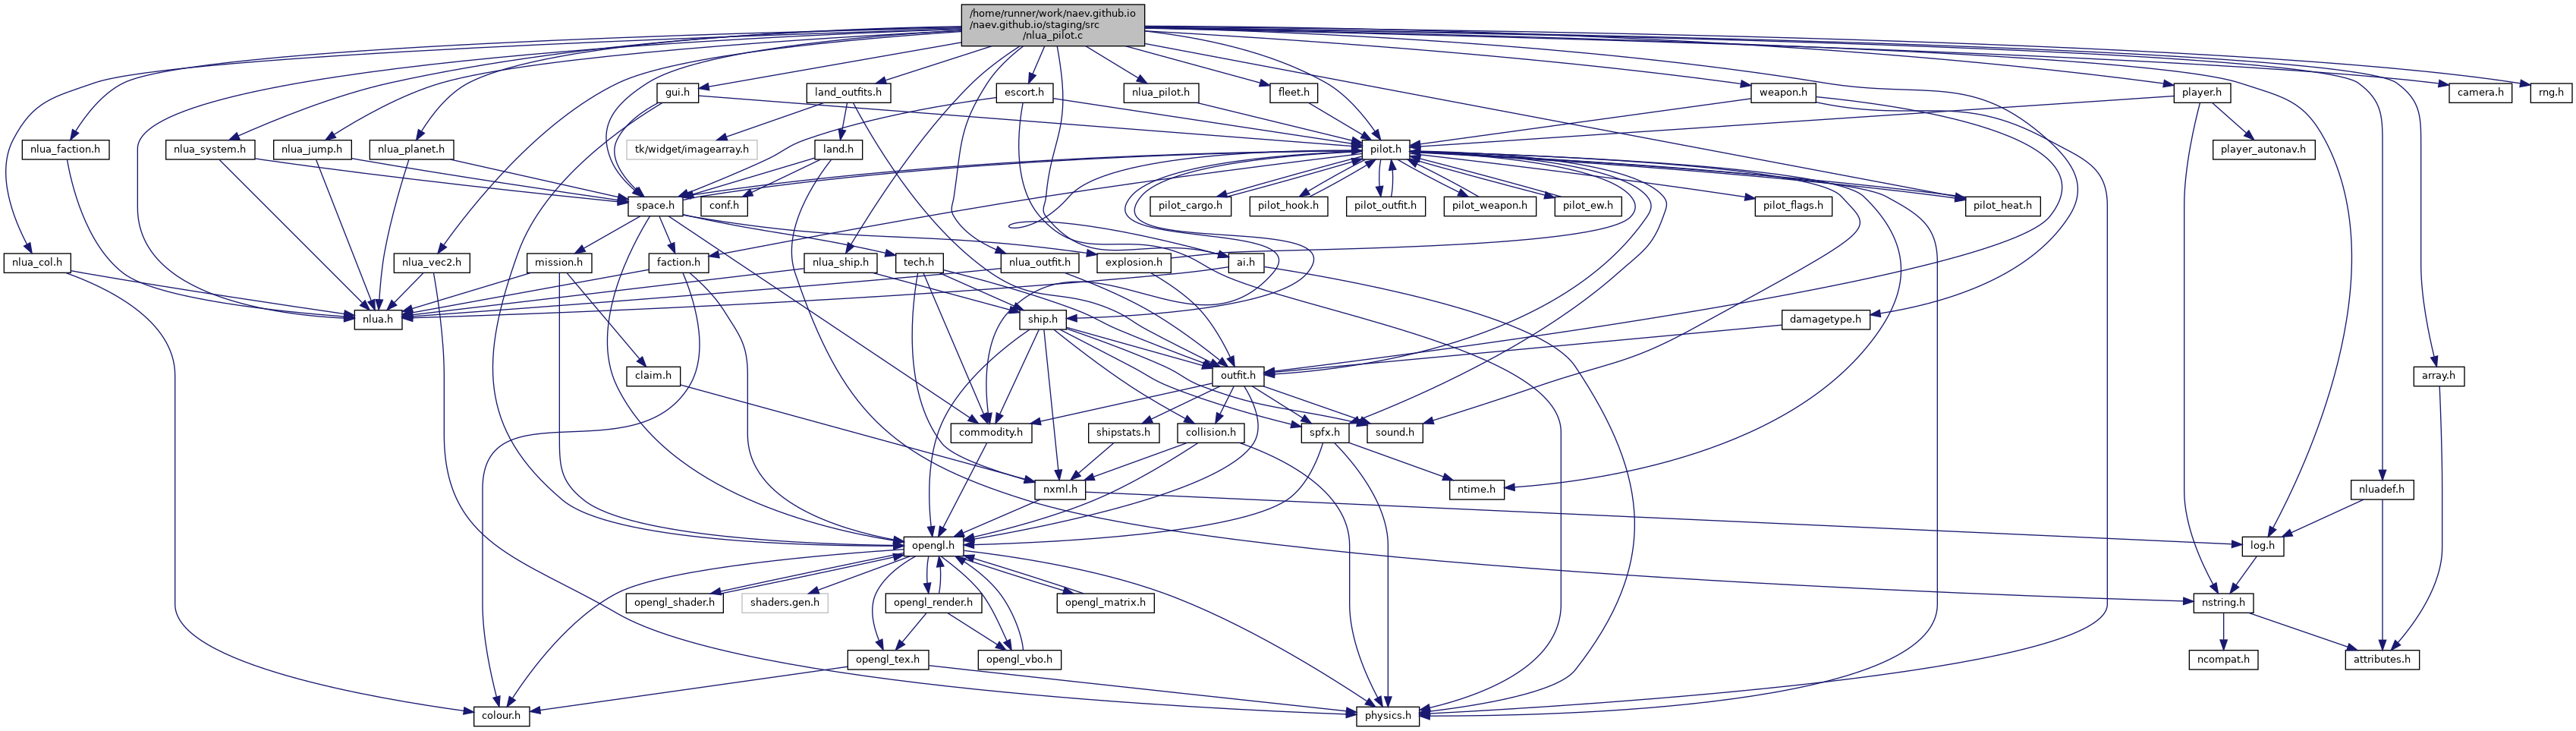 /home/runner/work/naev.github.io
/naev.github.io/staging/src
/nlua_pilot.c
gui.h
land_outfits.h
escort.h
nlua_pilot.h
fleet.h
weapon.h
player.h
camera.h
rng.h
nlua_faction.h
nlua_system.h
nlua_jump.h
nlua_planet.h
tk/widget/imagearray.h
land.h
pilot.h
player_autonav.h
space.h
conf.h
pilot_cargo.h
pilot_hook.h
pilot_outfit.h
pilot_weapon.h
pilot_ew.h
pilot_flags.h
pilot_heat.h
nlua_col.h
nlua_vec2.h
mission.h
faction.h
nlua_ship.h
tech.h
nlua_outfit.h
explosion.h
ai.h
nlua.h
ship.h
damagetype.h
claim.h
outfit.h
array.h
commodity.h
shipstats.h
collision.h
spfx.h
sound.h
nxml.h
ntime.h
nluadef.h
opengl.h
log.h
opengl_shader.h
shaders.gen.h
opengl_render.h
opengl_matrix.h
nstring.h
opengl_tex.h
opengl_vbo.h
ncompat.h
attributes.h
colour.h
physics.h